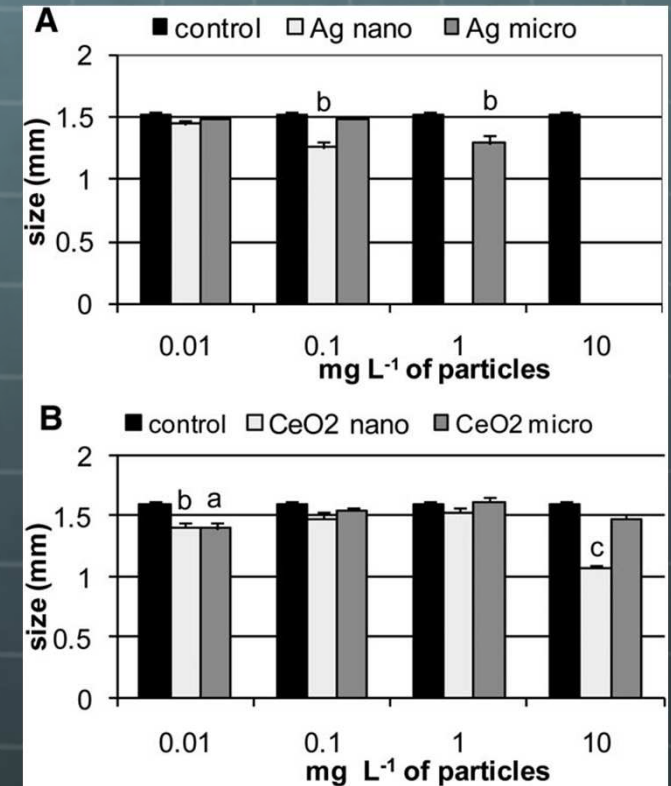 A
control Ag nano Ag micro
2
1.5
1
0.5
0
size (mm)
b
b
0.01 0.1 1 10
mg L⁻¹ of particles
B
control CeO2 nano CeO2 micro
2
1.5
1
0.5
0
size (mm)
b a
c
0.01 0.1 1 10
mg L⁻¹ of particles